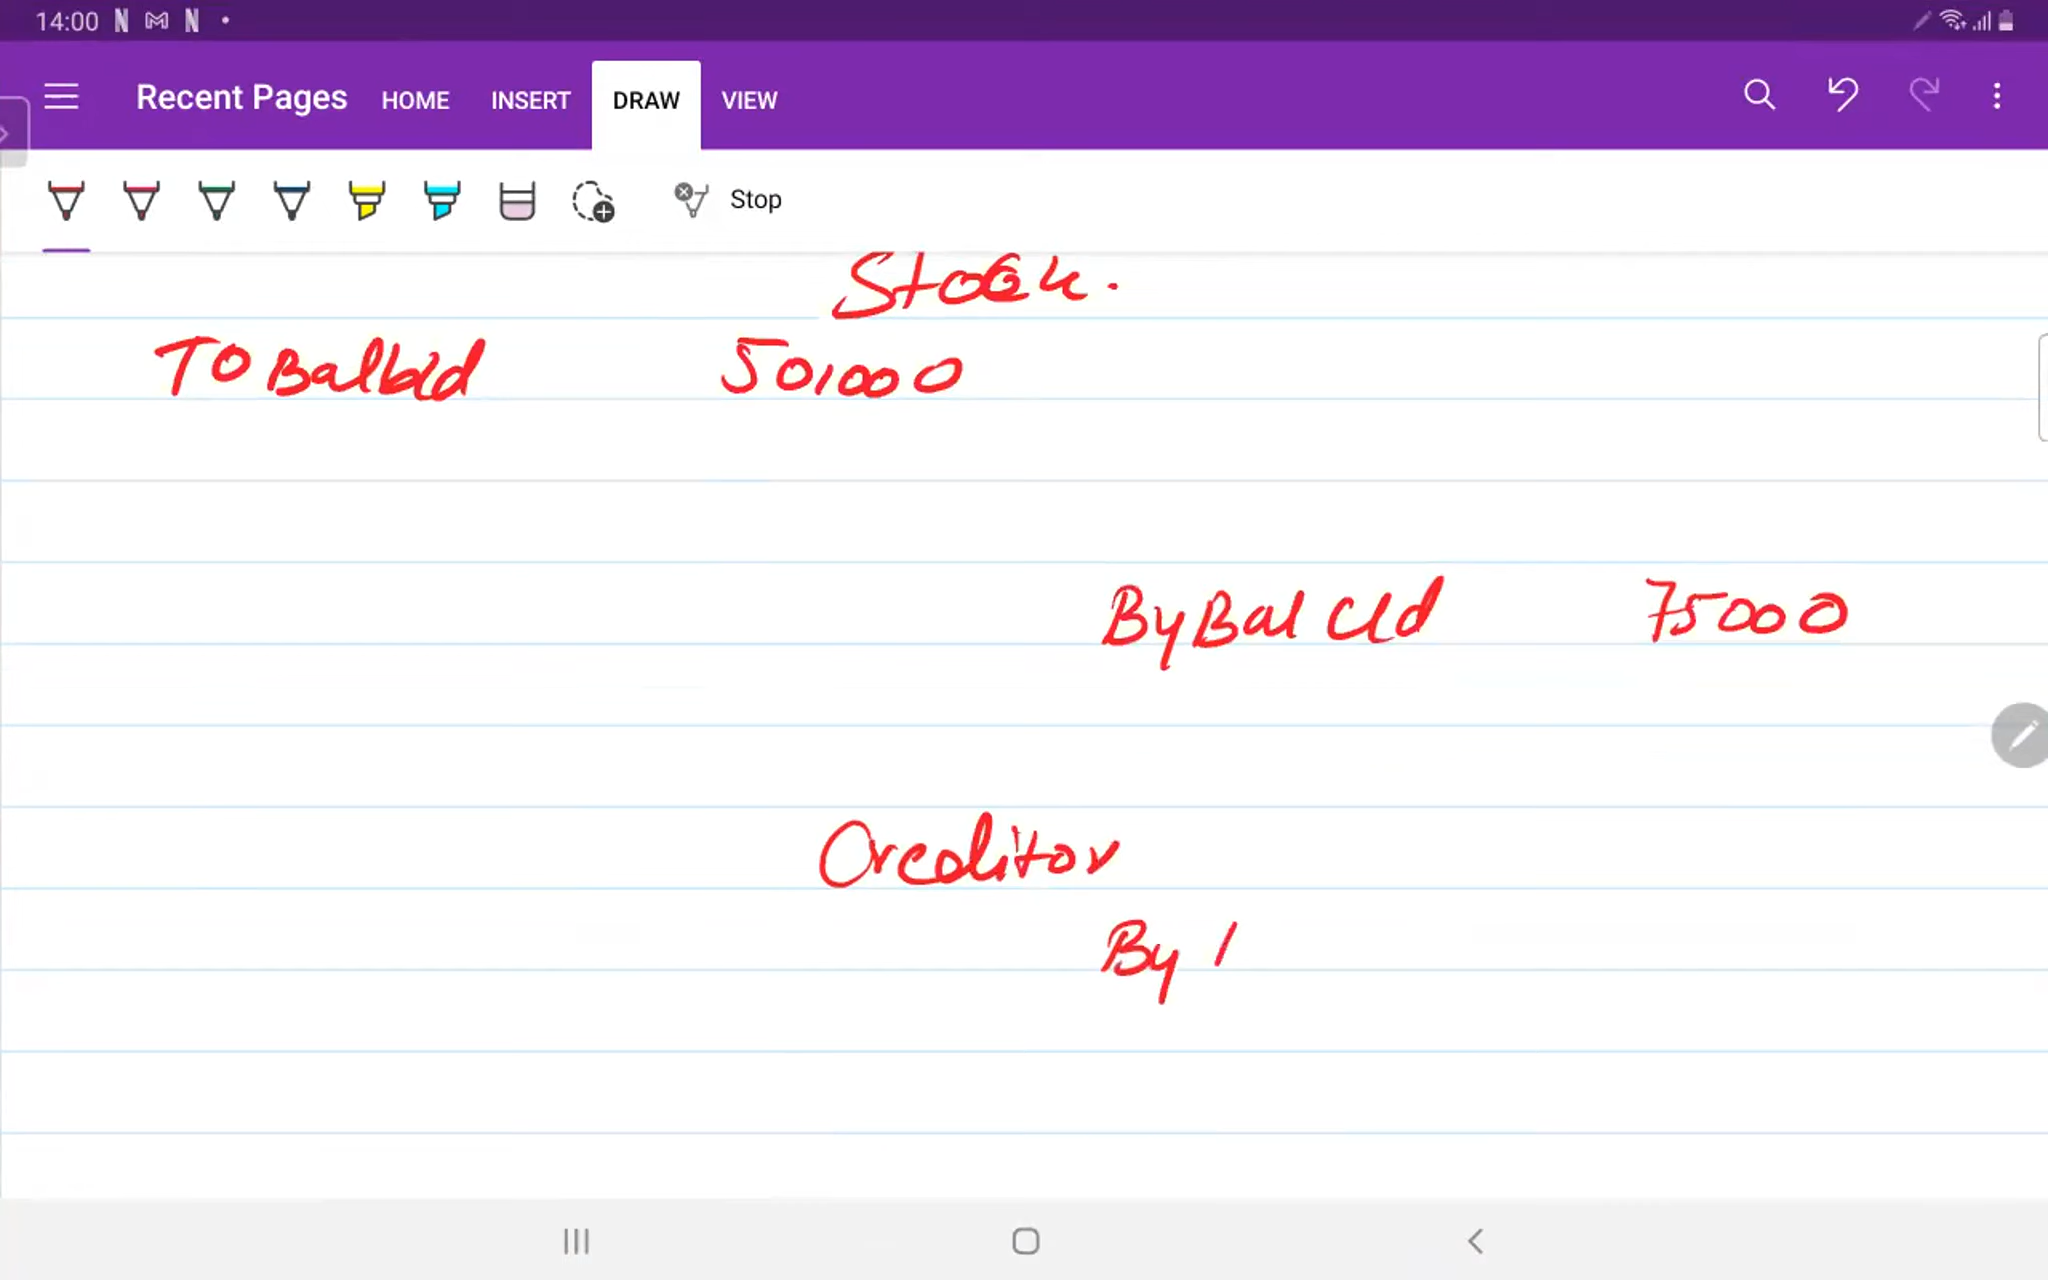 14:00 N M N
Recent Pages HOME INSERT DRAW VIEW
Stop
Stock.
TO Bal b/d 50,000
By Bal C/d 75000
Creditor
By